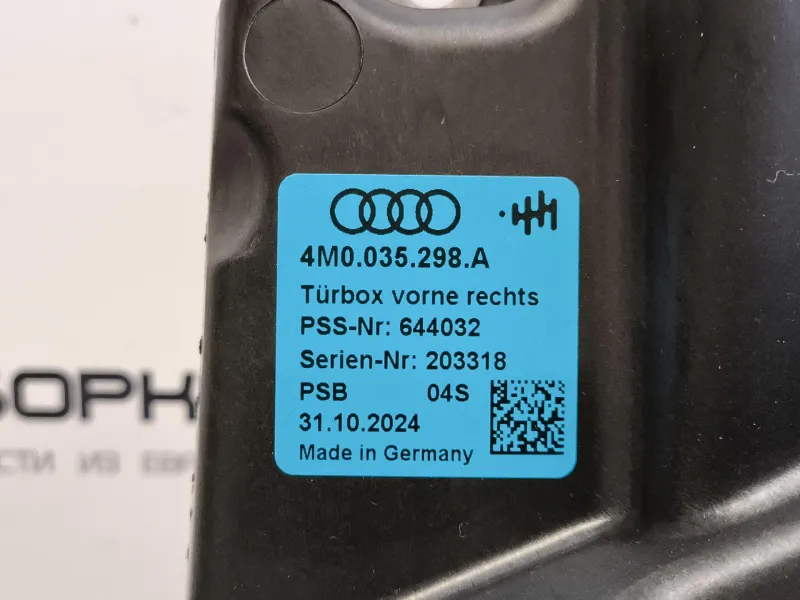 4M0.035.298.A
Türbox vorne rechts
PSS-Nr: 644032
Serien-Nr: 203318
PSB 04S
31.10.2024
Made in Germany